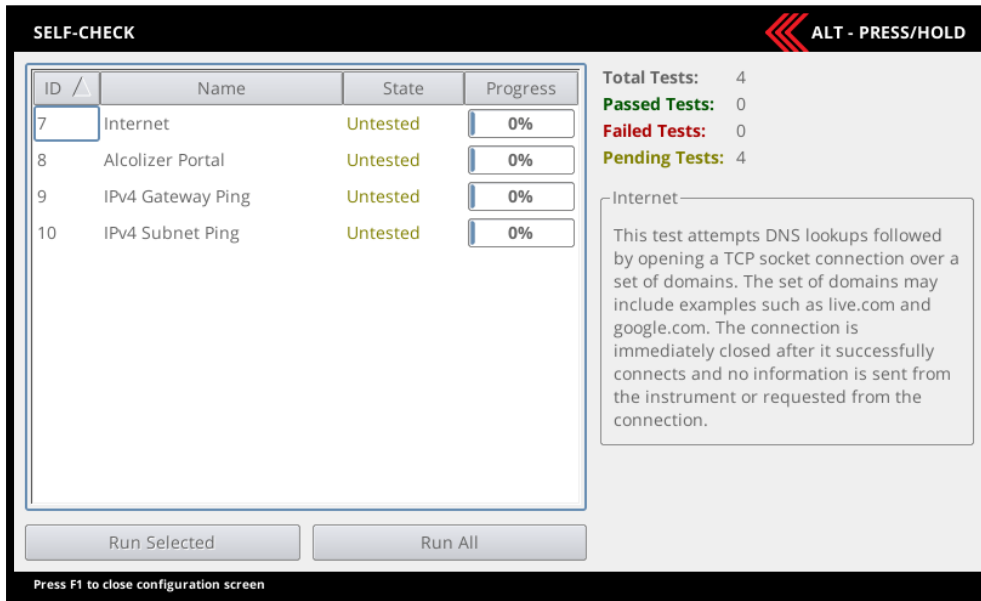 SELF-CHECK
ALT - PRESS/HOLD
ID Name State Progress
7 Internet Untested 0%
8 Alcolizer Portal Untested 0%
9 IPv4 Gateway Ping Untested 0%
10 IPv4 Subnet Ping Untested 0%
Total Tests: 4
Passed Tests: 0
Failed Tests: 0
Pending Tests: 4
Internet
This test attempts DNS lookups followed
by opening a TCP socket connection over a
set of domains. The set of domains may
include examples such as live.com and
google.com. The connection is
immediately closed after it successfully
connects and no information is sent from
the instrument or requested from the
connection.
Run Selected
Run All
Press F1 to close configuration screen